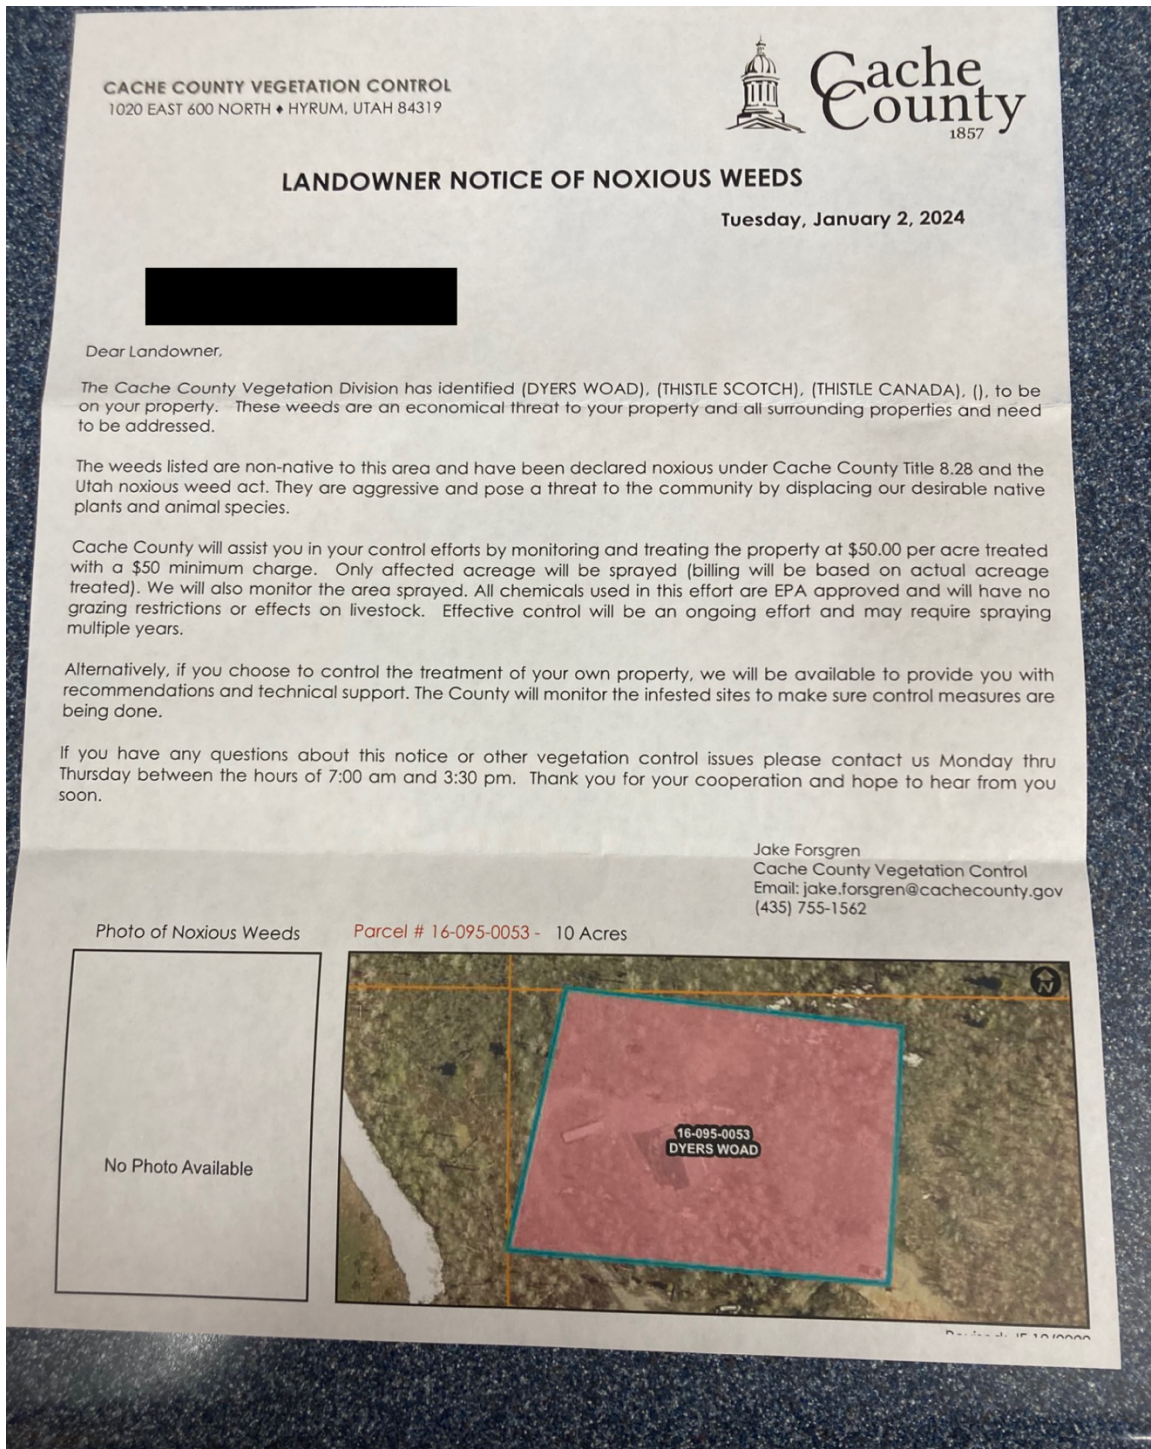 CACHE COUNTY VEGETATION CONTROL
1020 EAST 600 NORTH ♦ HYRUM, UTAH 84319
Cache
County
1857
LANDOWNER NOTICE OF NOXIOUS WEEDS
Tuesday, January 2, 2024
Dear Landowner,
The Cache County Vegetation Division has identified (DYERS WOAD), (THISTLE SCOTCH), (THISTLE CANADA), (), to be
on your property. These weeds are an economical threat to your property and all surrounding properties and need
to be addressed.
The weeds listed are non-native to this area and have been declared noxious under Cache County Title 8.28 and the
Utah noxious weed act. They are aggressive and pose a threat to the community by displacing our desirable native
plants and animal species.
Cache County will assist you in your control efforts by monitoring and treating the property at $50.00 per acre treated
with a $50 minimum charge. Only affected acreage will be sprayed (billing will be based on actual acreage
treated). We will also monitor the area sprayed. All chemicals used in this effort are EPA approved and will have no
grazing restrictions or effects on livestock. Effective control will be an ongoing effort and may require spraying
multiple years.
Alternatively, if you choose to control the treatment of your own property, we will be available to provide you with
recommendations and technical support. The County will monitor the infested sites to make sure control measures are
being done.
If you have any questions about this notice or other vegetation control issues please contact us Monday thru
Thursday between the hours of 7:00 am and 3:30 pm. Thank you for your cooperation and hope to hear from you
soon.
Jake Forsgren
Cache County Vegetation Control
Email: jake.forsgren@cachecounty.gov
(435) 755-1562
Photo of Noxious Weeds
Parcel # 16-095-0053 - 10 Acres
No Photo Available
N
16-095-0053
DYERS WOAD